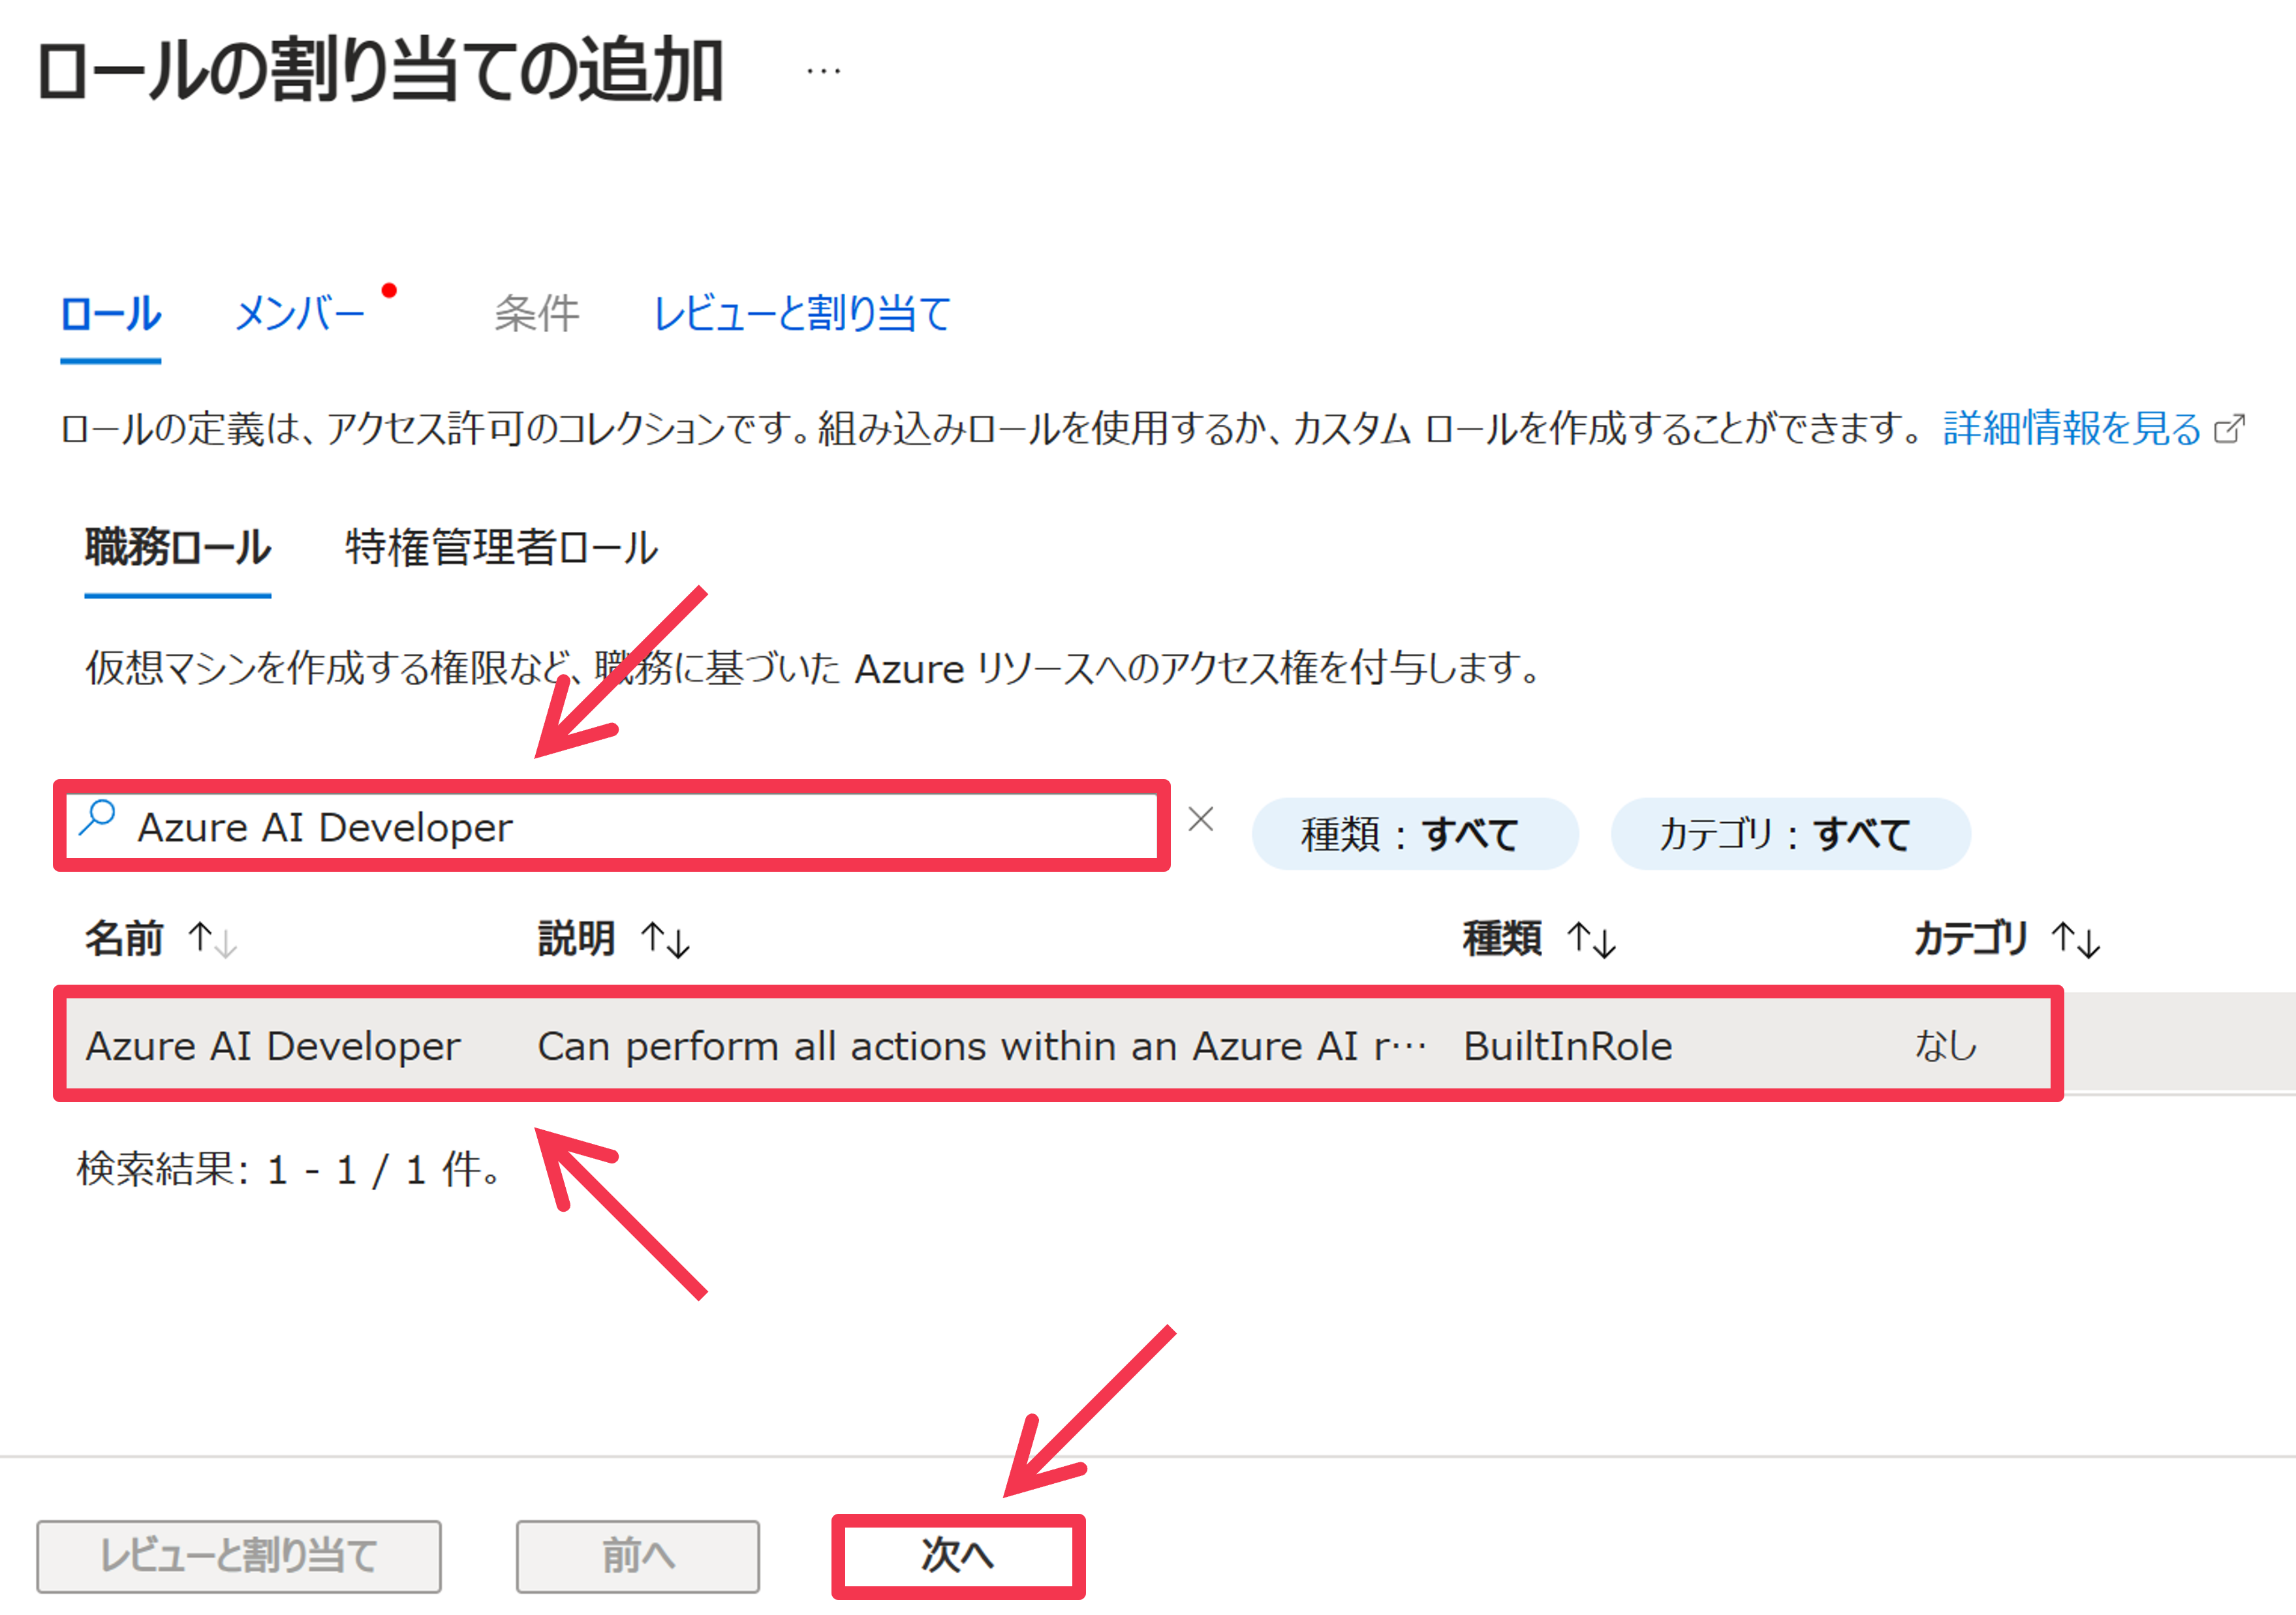 ロールの割り当ての追加 ...
ロール メンバー 条件 レビューと割り当て
ロールの定義は、アクセス許可のコレクションです。組み込みロールを使用するか、カスタム ロールを作成することができます。 詳細情報を見る
職務ロール 特権管理者ロール
仮想マシンを作成する権限など、職務に基づいた Azure リソースへのアクセス権を付与します。
Azure AI Developer 種類 : すべて カテゴリ : すべて
名前 ↑↓ 説明 ↑↓ 種類 ↑↓ カテゴリ ↑↓
Azure AI Developer Can perform all actions within an Azure AI r… BuiltInRole なし
検索結果: 1 - 1 / 1 件。
レビューと割り当て 前へ 次へ